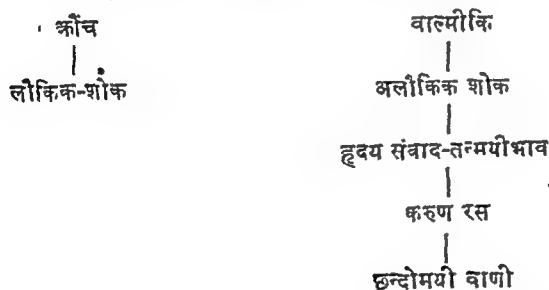 क्रौंच वाल्मीकि
लौकिक-शोक अलौकिक शोक
हृदय संवाद-तन्मयीभाव
करुण रस
छन्दोमयी वाणी